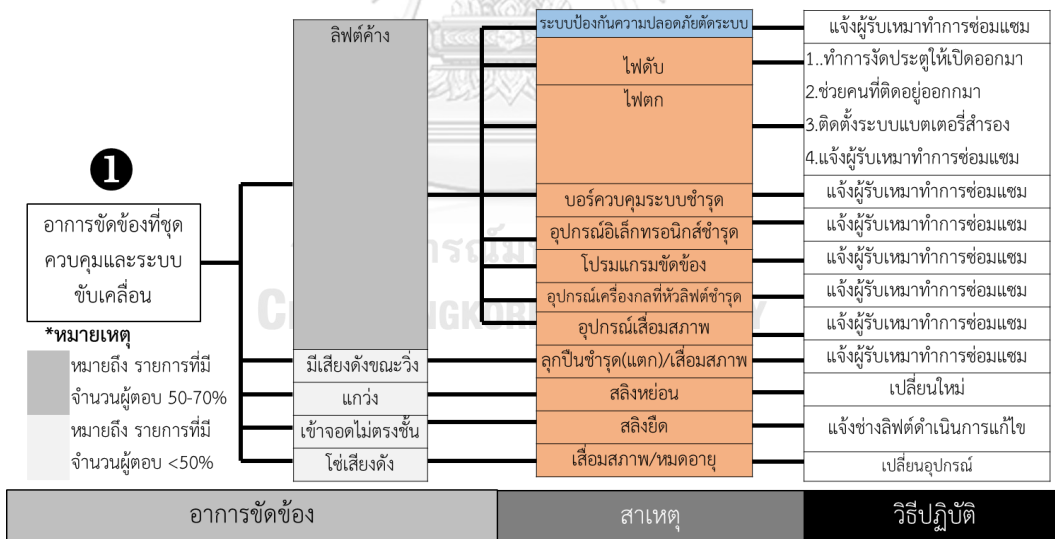 ลิฟต์ค้าง
ระบบป้องกันความปลอดภัยตัดระบบ
แจ้งผู้รับเหมาทำการซ่อมแซม
ไฟดับ
1..ทำการงัดประตูให้เปิดออกมา
ไฟตก
2.ช่วยคนที่ติดอยู่ออกกมา
3.ติดตั้งระบบแบตเตอรี่สำรอง
4.แจ้งผู้รับเหมาทำการซ่อมแซม
1
อาการขัดข้องที่ชุด
ควบคุมและระบบ
ขับเคลื่อน
บอร์ควบคุมระบบชำรุด
แจ้งผู้รับเหมาทำการซ่อมแซม
อุปกรณ์อิเล็กทรอนิกส์ชำรุด
แจ้งผู้รับเหมาทำการซ่อมแซม
โปรมแกรมขัดข้อง
แจ้งผู้รับเหมาทำการซ่อมแซม
อุปกรณ์เครื่องกลที่หัวลิฟต์ชำรุด
แจ้งผู้รับเหมาทำการซ่อมแซม
อุปกรณ์เสื่อมสภาพ
แจ้งผู้รับเหมาทำการซ่อมแซม
*หมายเหตุ
หมายถึง รายการที่มี
จำนวนผู้ตอบ 50-70%
หมายถึง รายการที่มี
จำนวนผู้ตอบ <50%
มีเสียงดังขณะวิ่ง
ลุกปืนชำรุด(แตก)/เสื่อมสภาพ
แจ้งผู้รับเหมาทำการซ่อมแซม
แกว่ง
สลิงหย่อน
เปลี่ยนใหม่
เข้าจอดไม่ตรงชั้น
สลิงยืด
แจ้งช่างลิฟต์ดำเนินการแก้ไข
โซ่เสียงดัง
เสื่อมสภาพ/หมดอายุ
เปลี่ยนอุปกรณ์
อาการขัดข้อง
สาเหตุ
วิธีปฏิบัติ